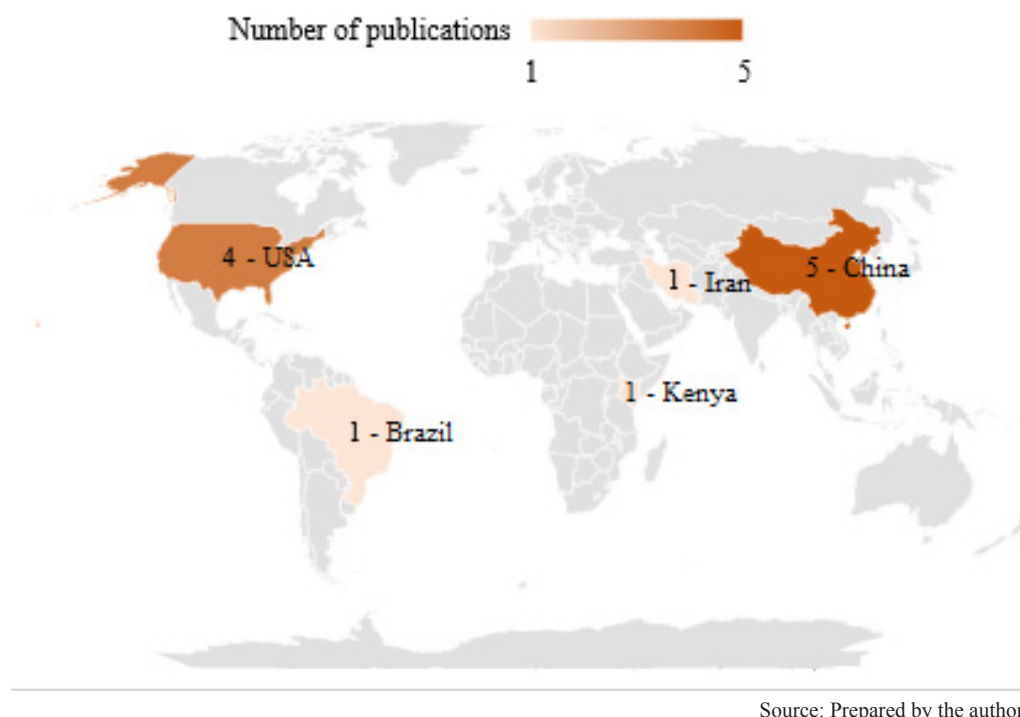 Number of publications
1 5
4 - USA
5 - China
1 - Iran
1 - Kenya
1 - Brazil
Source: Prepared by the author